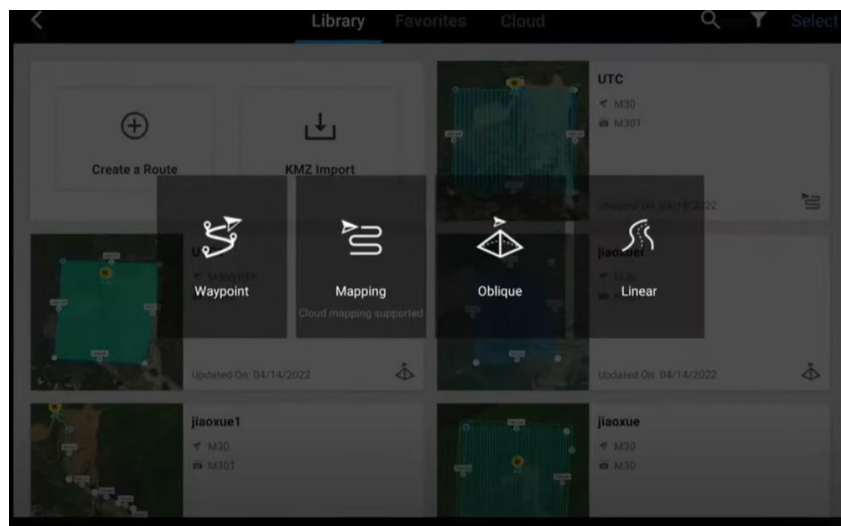 Library Favorites Cloud Select
Create a Route
KMZ Import
UTC
M30
M30T
Updated On: 04/14/2022
Waypoint
Mapping
Cloud mapping supported
Oblique
Linear
Updated On: 04/14/2022
jiaoxue1
M30
M30T
jiaoxuer
Updated On: 04/14/2022
jiaoxue
M30
M30